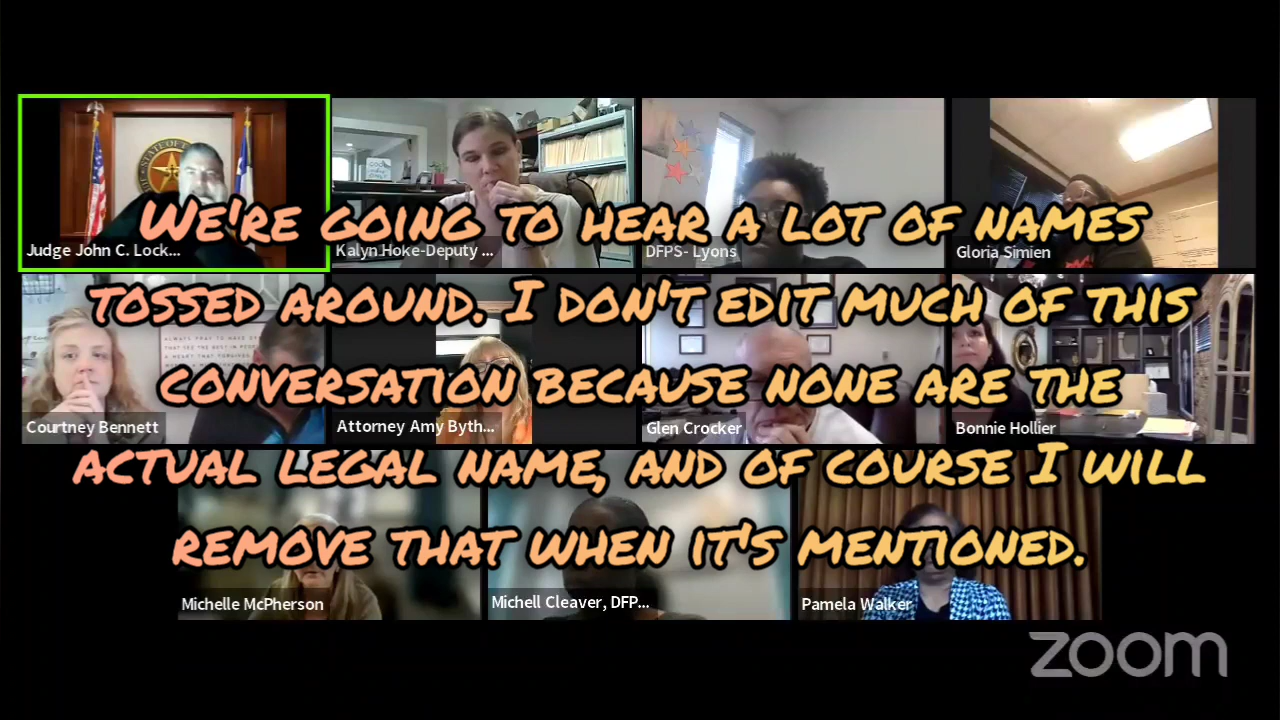 Judge John C. Lock...
Kalyn Hoke-Deputy ...
DFPS- Lyons
Gloria Simien
WE'RE GOING TO HEAR A LOT OF NAMES
TOSSED AROUND. I DON'T EDIT MUCH OF THIS
CONVERSATION BECAUSE NONE ARE THE
ACTUAL LEGAL NAME, AND OF COURSE I WILL
REMOVE THAT WHEN IT'S MENTIONED.
Courtney Bennett
Attorney Amy Byth...
Glen Crocker
Bonnie Hollier
Michelle McPherson
Michell Cleaver, DFP...
Pamela Walker
zoom